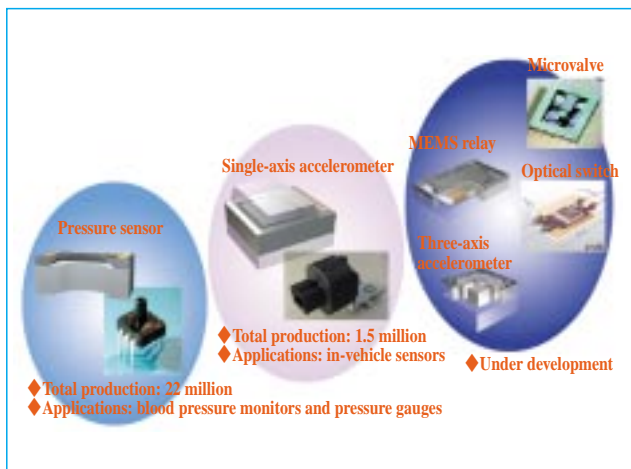 Microvalve
MEMS relay
Single-axis accelerometer
Optical switch
Pressure sensor
Three-axis
accelerometer
◆Total production: 1.5 million
◆Applications: in-vehicle sensors
◆Under development
◆Total production: 22 million
◆Applications: blood pressure monitors and pressure gauges